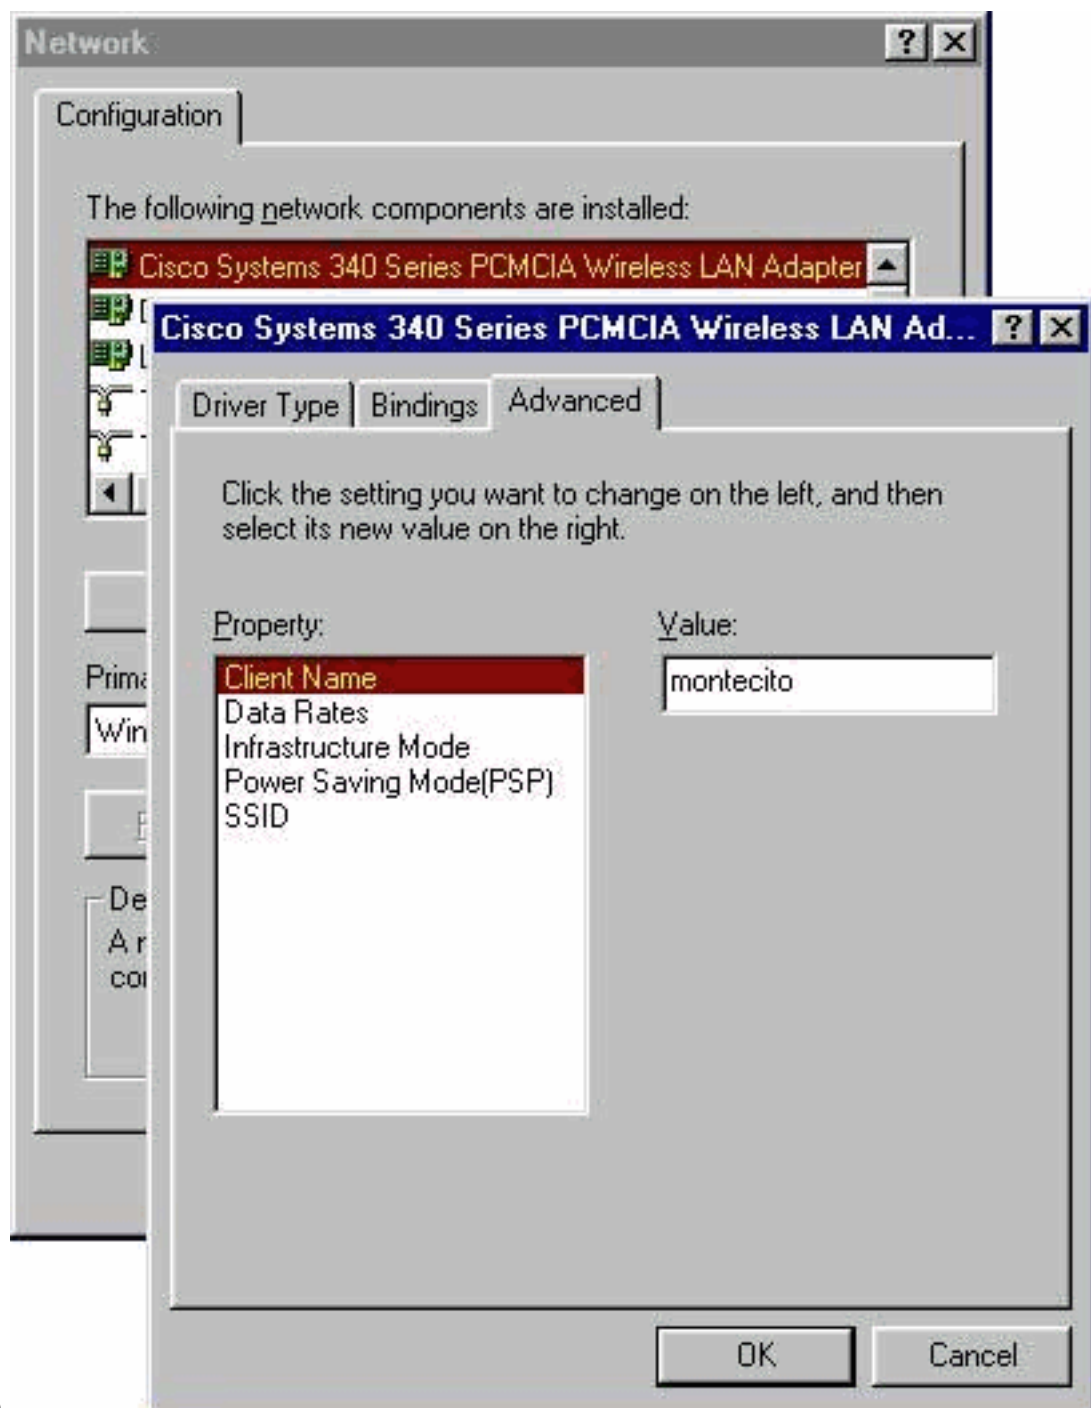 Network
Configuration
The following network components are installed:
Cisco Systems 340 Series PCMCIA Wireless LAN Adapter
Cisco Systems 340 Series PCMCIA Wireless LAN Ad...
Driver Type
Bindings
Advanced
Click the setting you want to change on the left, and then
select its new value on the right.
Property:
Value:
Client Name
montecito
Data Rates
Infrastructure Mode
Power Saving Mode(PSP)
SSID
Prima
Win
De
A r
OK
Cancel